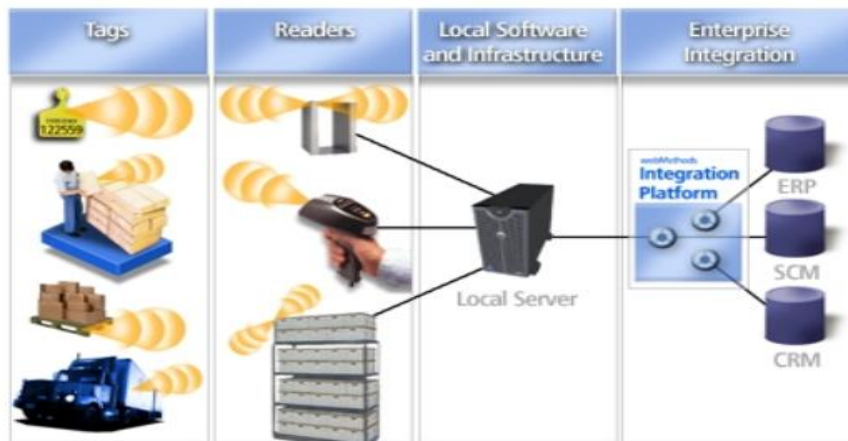 Tags
Readers
Local Software
and Infrastructure
Enterprise
Integration
122559
Local Server
webMethods
Integration
Platform
ERP
SCM
CRM